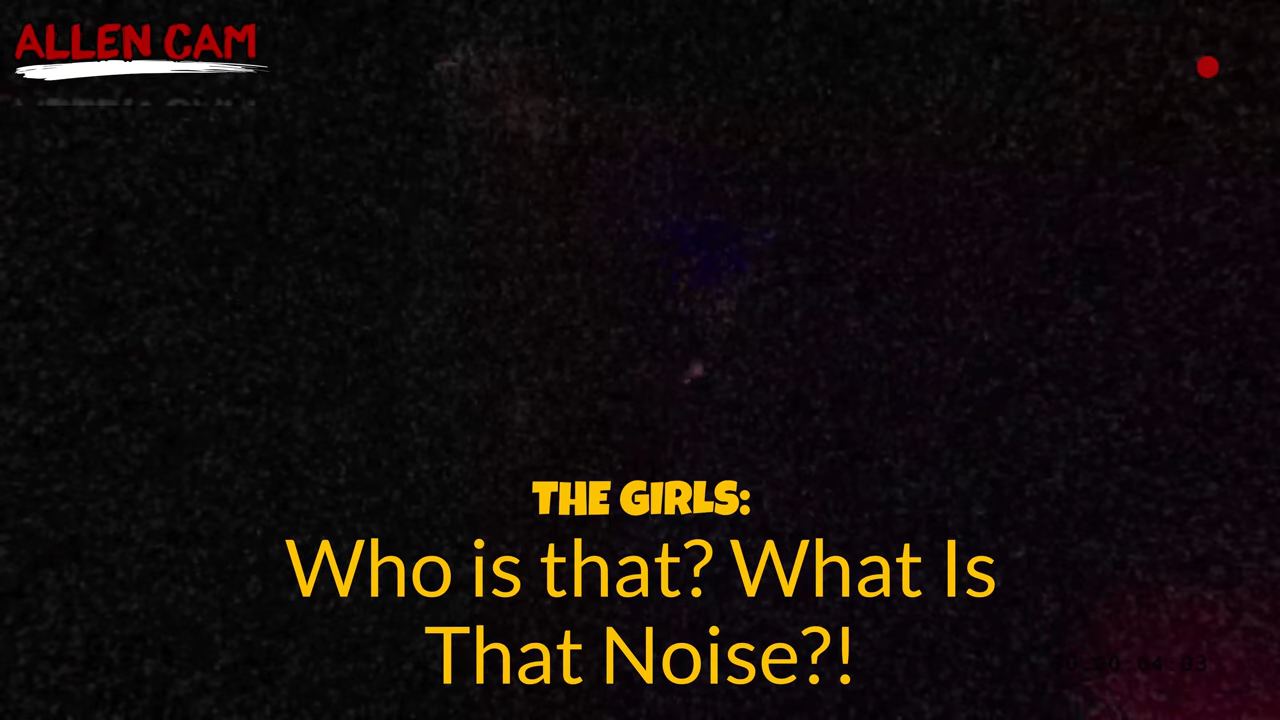 ALLEN CAM
THE GIRLS:
Who is that? What Is
That Noise?!